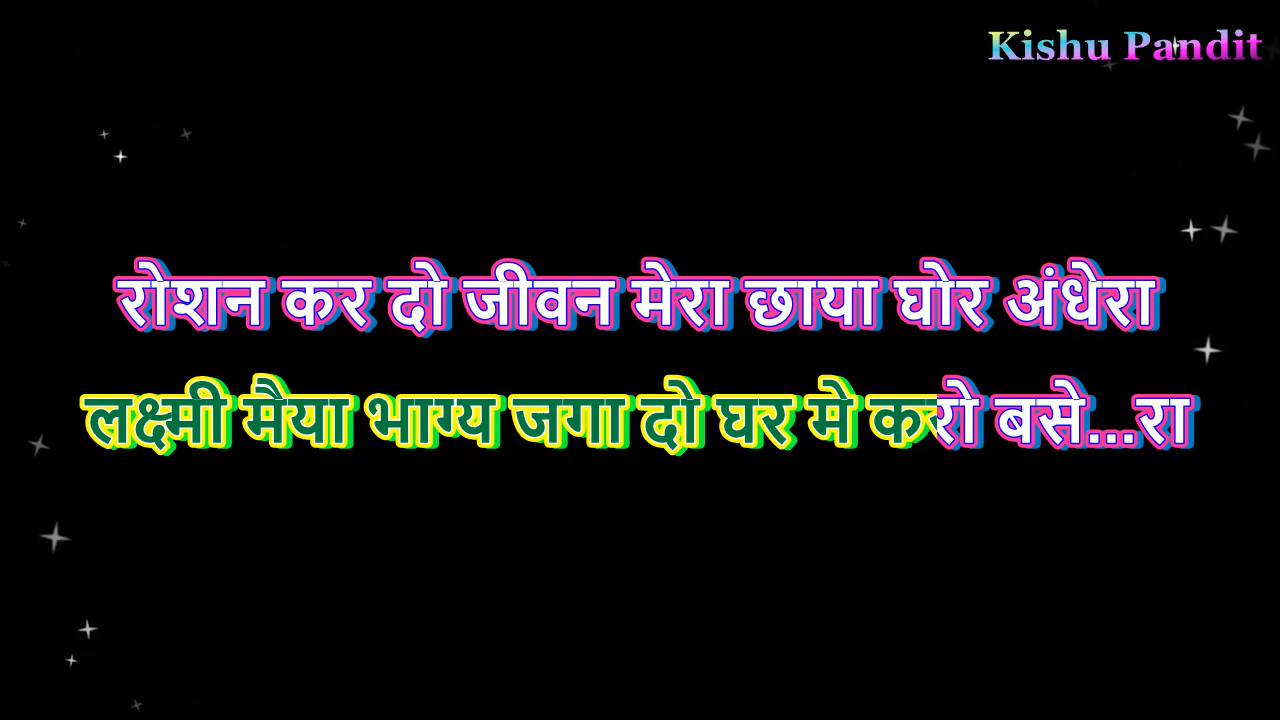 Kishu Pandit
रोशन कर दो जीवन मेरा छाया घोर अंधेरा
लक्ष्मी मैया भाग्य जगा दो घर मे करो बसे...रा